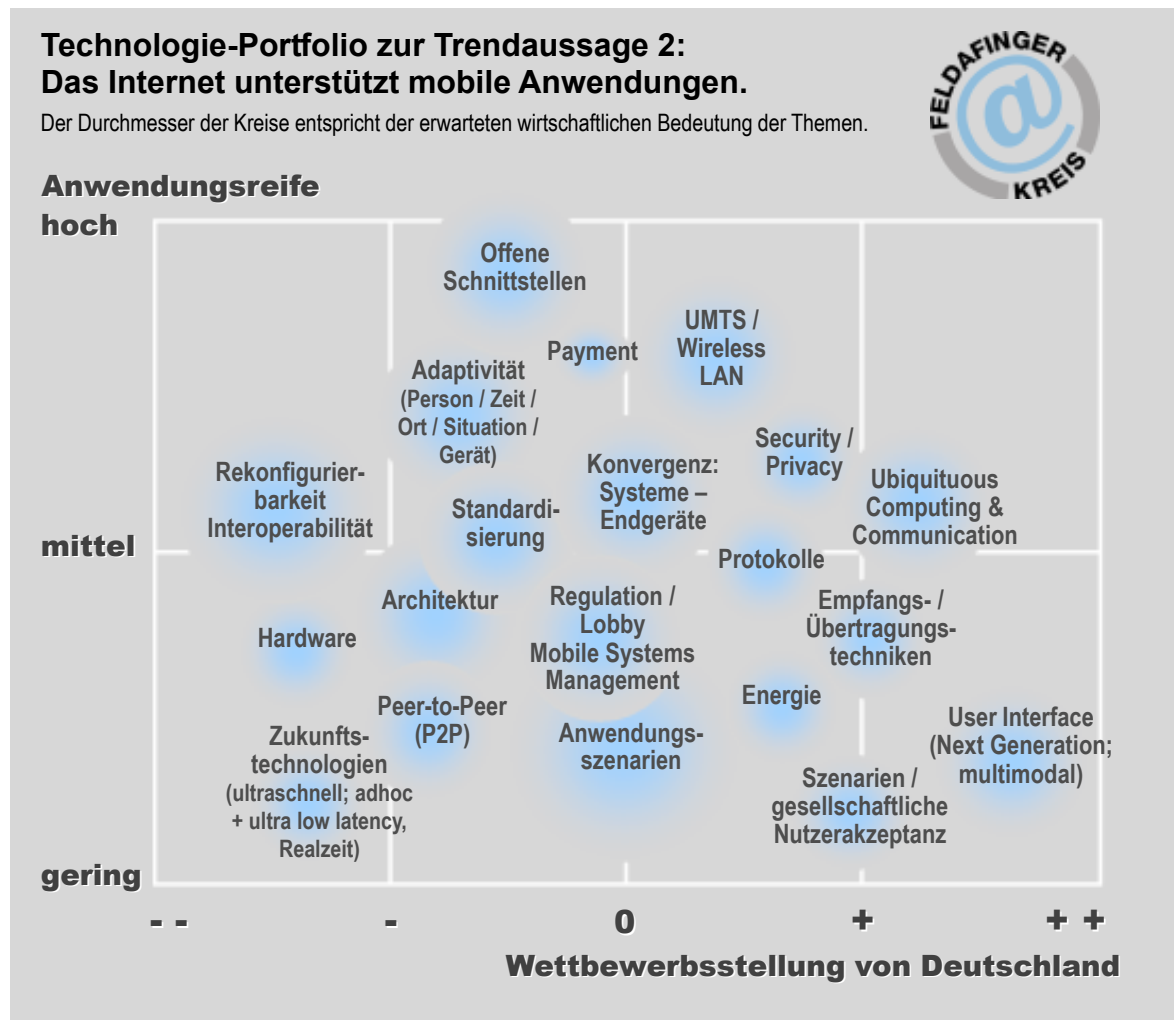 Technologie-Portfolio zur Trendaussage 2:
Das Internet unterstützt mobile Anwendungen.
Der Durchmesser der Kreise entspricht der erwarteten wirtschaftlichen Bedeutung der Themen.
FELDAFINGER
@
KREIS
Anwendungsreife
hoch
Offene
Schnittstellen
UMTS /
Wireless
LAN
Payment
Adaptivität
(Person / Zeit /
Ort / Situation /
Gerät)
Security /
Privacy
Rekonfigurier-
barkeit
Interoperabilität
Konvergenz:
Systeme –
Endgeräte
Ubiquituous
Computing &
Communication
Standardi-
sierung
mittel
Protokolle
Architektur
Regulation /
Lobby
Mobile Systems
Management
Empfangs- /
Übertragungs-
techniken
Hardware
Energie
Peer-to-Peer
(P2P)
User Interface
(Next Generation;
multimodal)
Zukunfts-
technologien
(ultraschnell; adhoc
+ ultra low latency,
Realzeit)
Anwendungs-
szenarien
Szenarien /
gesellschaftliche
Nutzerakzeptanz
gering
- - - 0 + + +
Wettbewerbsstellung von Deutschland